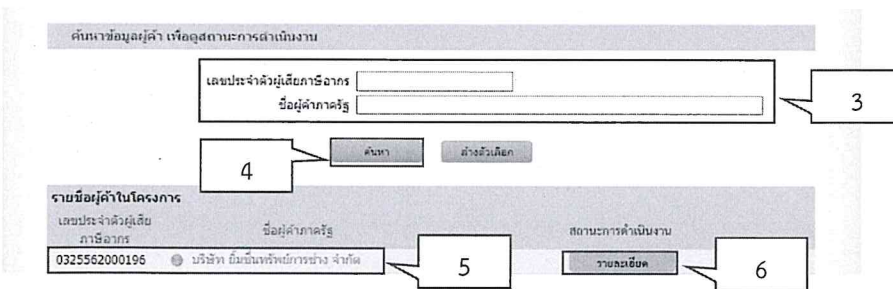 ค้นหาข้อมูลผู้ค้า เพื่อดูสถานะการดำเนินงาน
เลขประจำตัวผู้เสียภาษีอากร
ชื่อผู้ค้าภาครัฐ
3
ค้นหา ล้างตัวเลือก
4
รายชื่อผู้ค้าในโครงการ
เลขประจำตัวผู้เสียภาษีอากร ชื่อผู้ค้าภาครัฐ สถานะการดำเนินงาน
0325562000196 บริษัท ยิ้มชื่นทรัพย์การช่าง จำกัด รายละเอียด
5
6